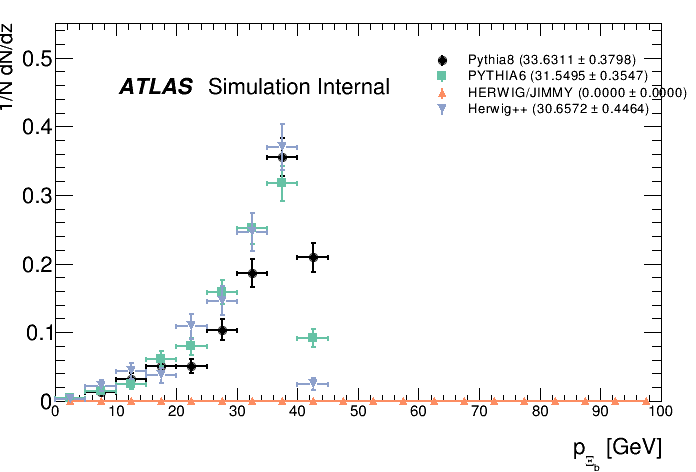 1/N dN/dz
0.5
0.4
0.3
0.2
0.1
0
ATLAS Simulation Internal
Pythia8 (33.6311 ± 0.3798)
PYTHIA6 (31.5495 ± 0.3547)
HERWIG/JIMMY (0.0000 ± 0.0000)
Herwig++ (30.6572 ± 0.4464)
0 10 20 30 40 50 60 70 80 90 100
p_Ξ_b [GeV]